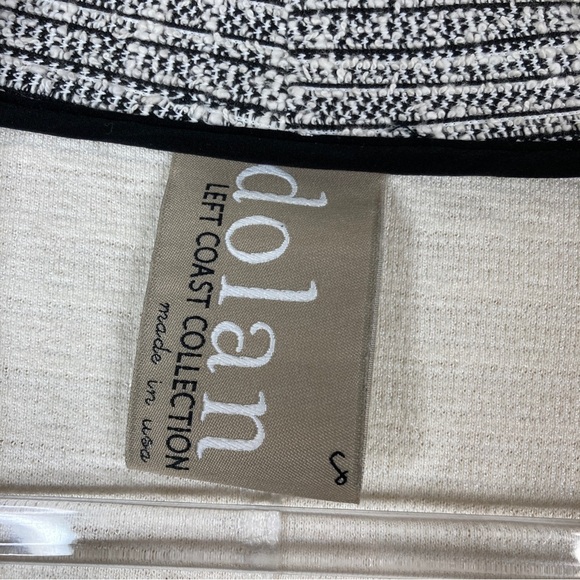 dolan
LEFT COAST COLLECTION
made in usa
s